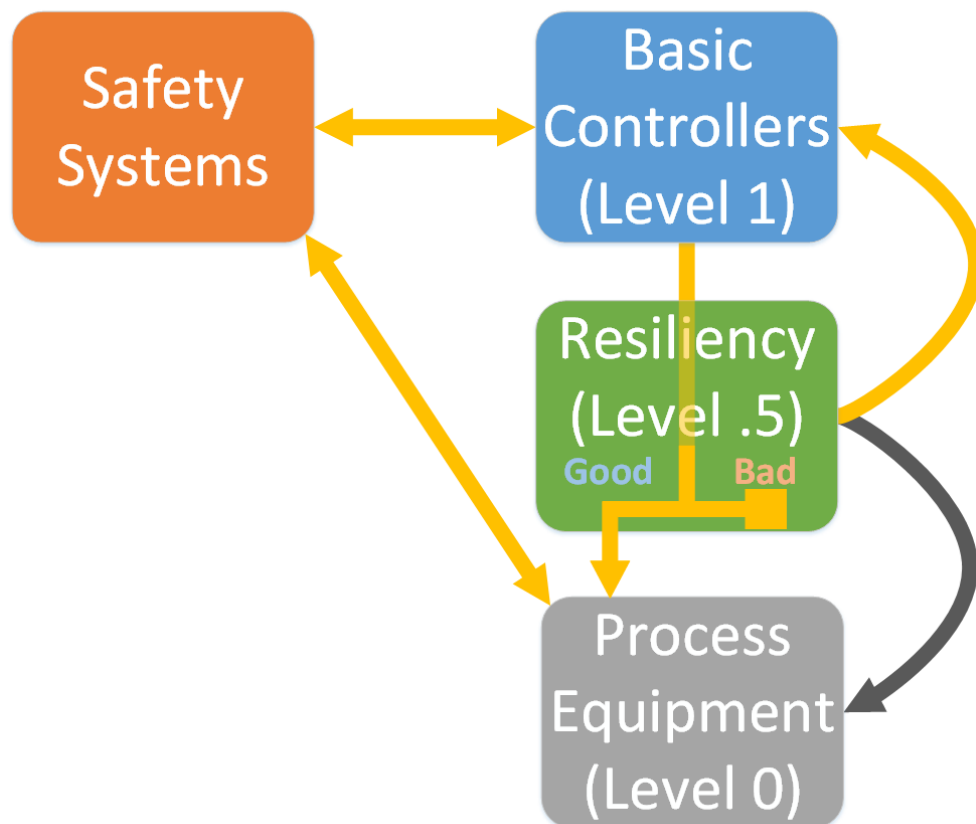 Safety
Systems
Basic
Controllers
(Level 1)
Resiliency
(Level .5)
Good
Bad
Process
Equipment
(Level 0)